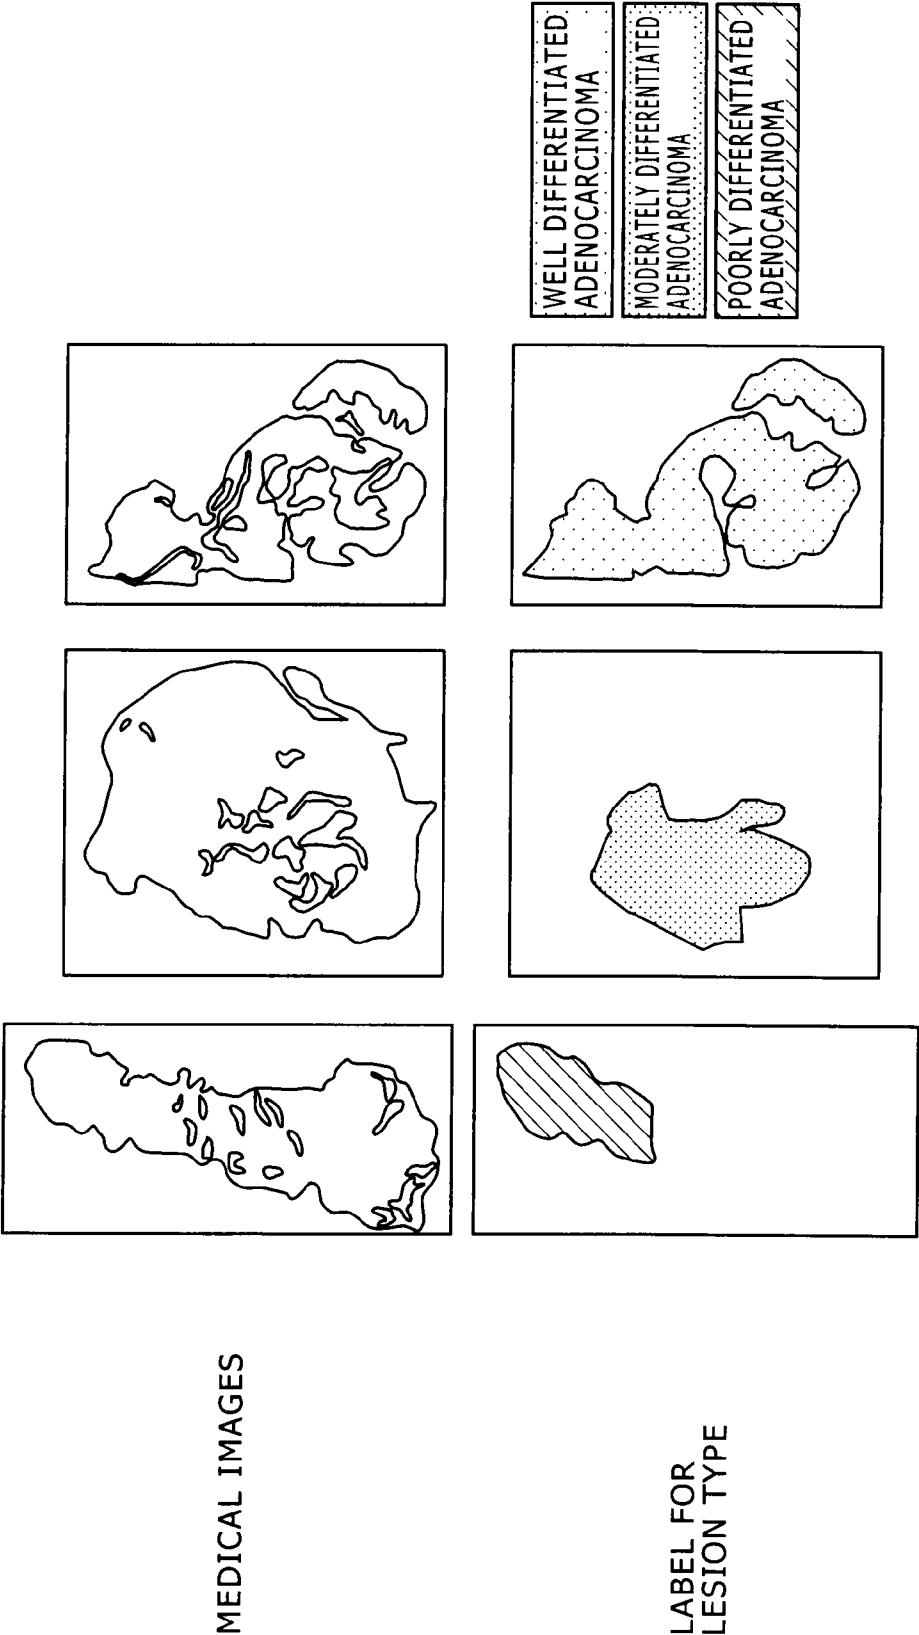 MEDICAL IMAGES
LABEL FOR
LESION TYPE
WELL DIFFERENTIATED
ADENOCARCINOMA
MODERATELY DIFFERENTIATED
ADENOCARCINOMA
POORLY DIFFERENTIATED
ADENOCARCINOMA